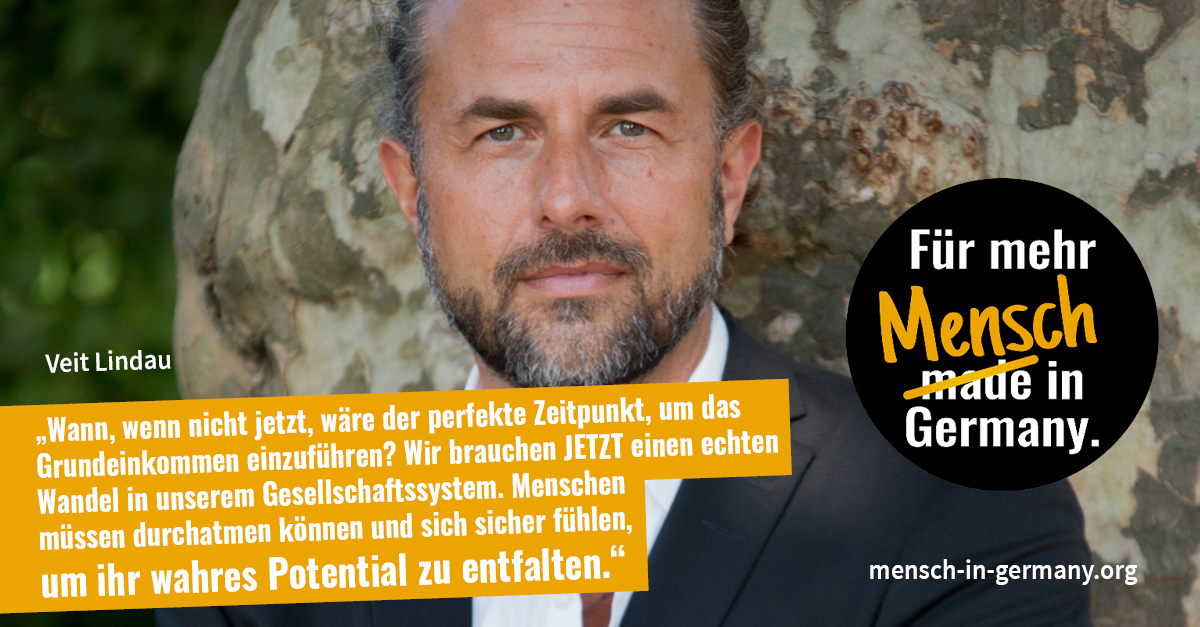 Veit Lindau
„Wann, wenn nicht jetzt, wäre der perfekte Zeitpunkt, um das
Grundeinkommen einzuführen? Wir brauchen JETZT einen echten
Wandel in unserem Gesellschaftssystem. Menschen
müssen durchatmen können und sich sicher fühlen,
um ihr wahres Potential zu entfalten.“
Für mehr
Mensch
made in
Germany.
mensch-in-germany.org